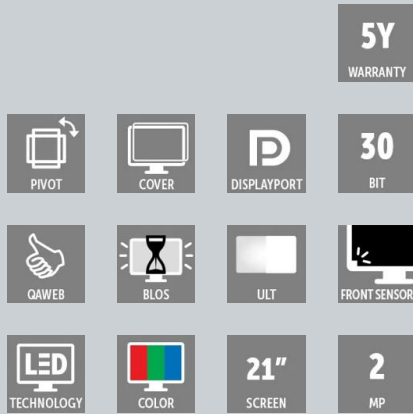 5Y
WARRANTY
PIVOT
COVER
DISPLAYPORT
30
BIT
QAWEB
BLOS
ULT
FRONT SENSOR
LED
TECHNOLOGY
COLOR
21"
SCREEN
2
MP